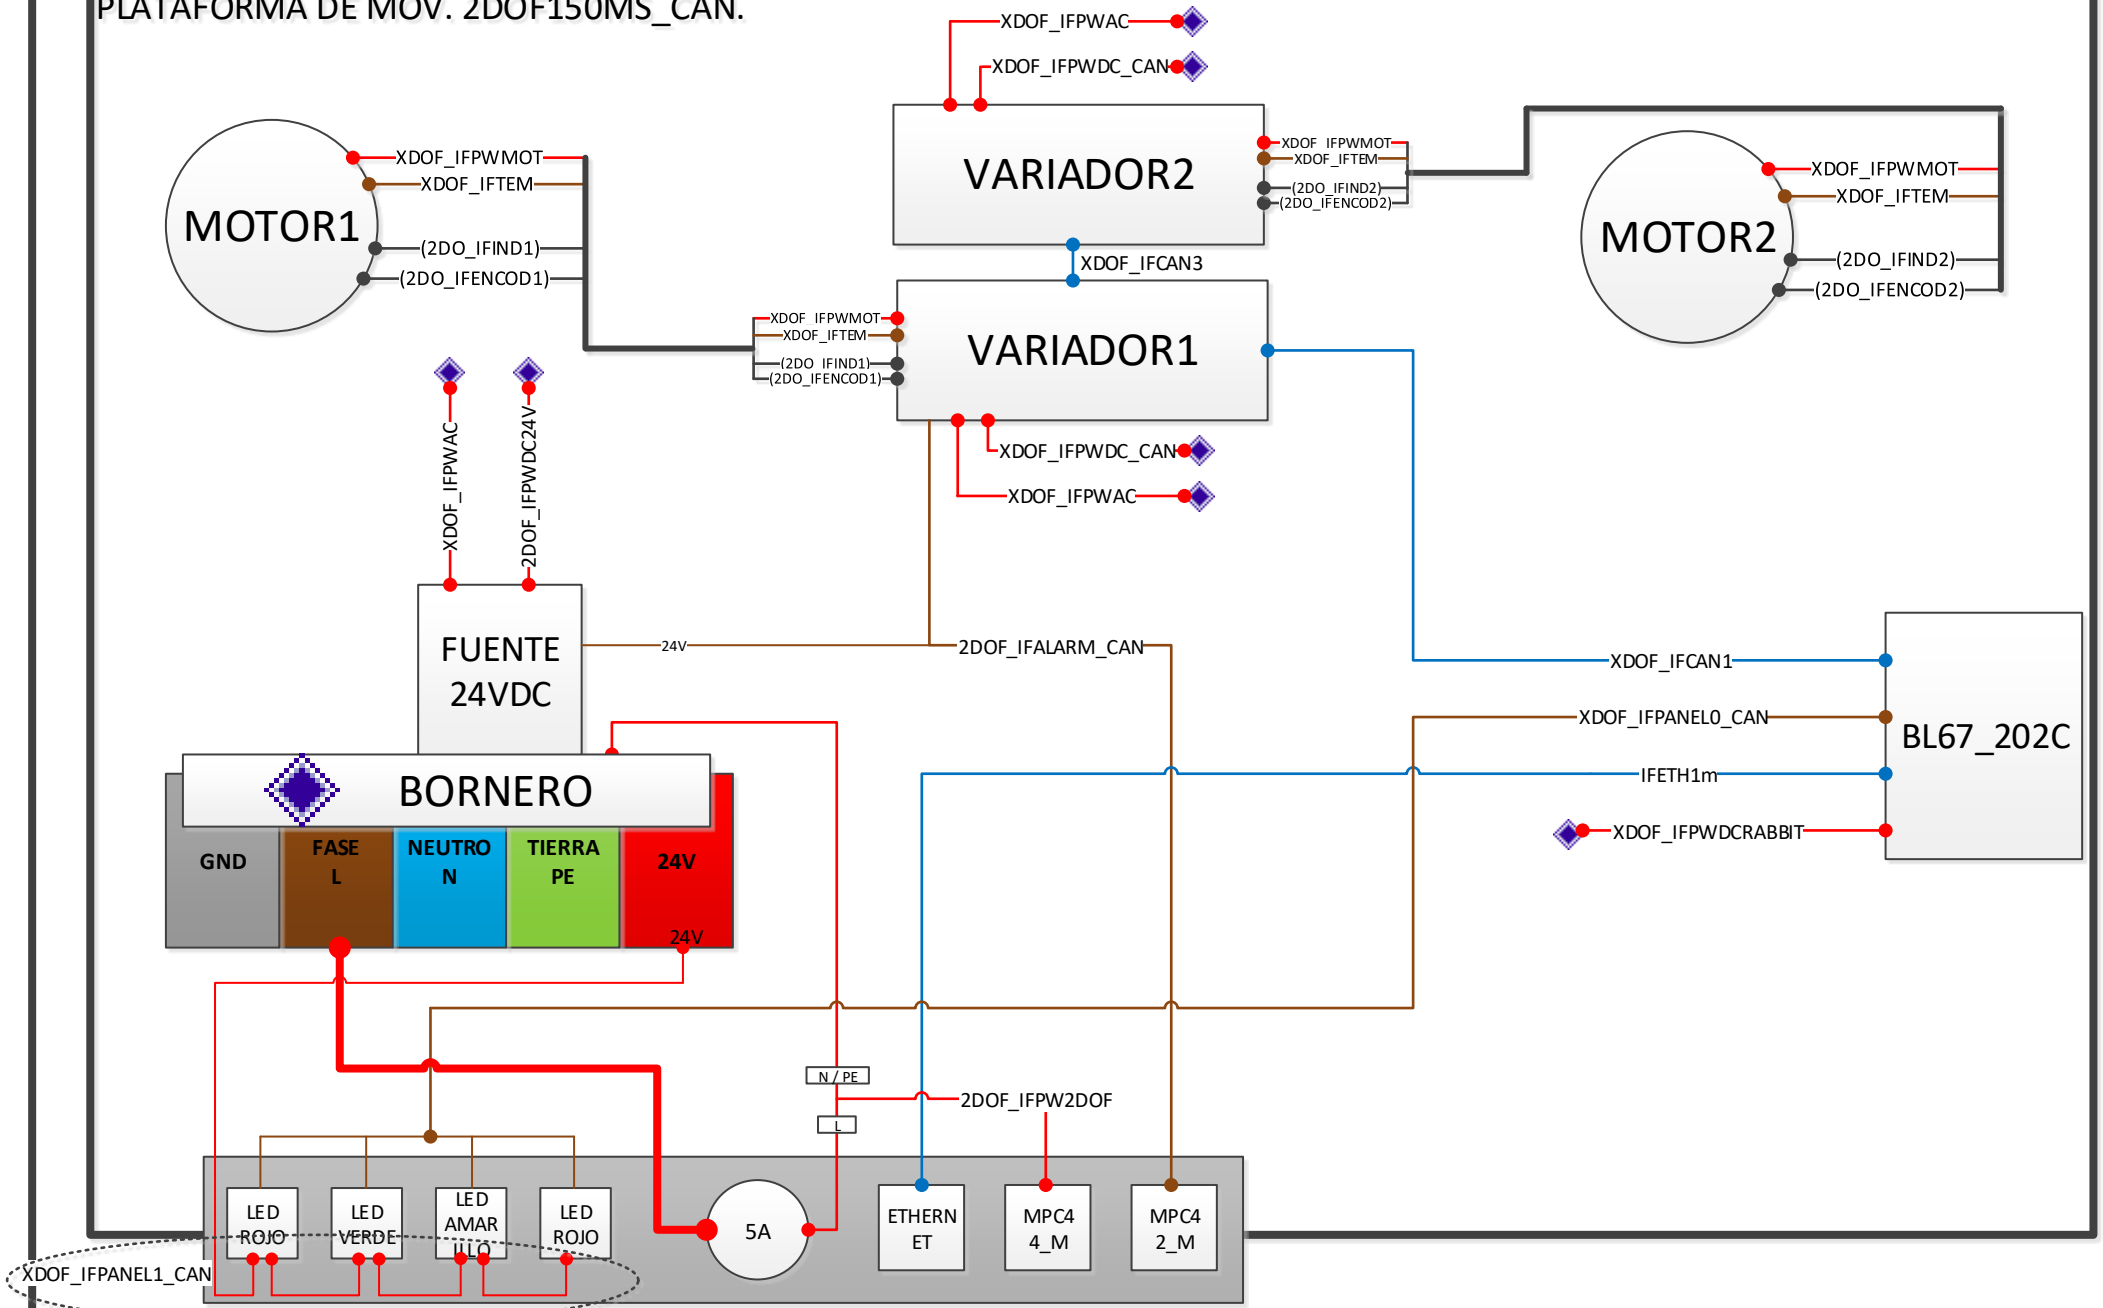 PLATAFORMA DE MOV. 2DOF150MS_CAN.
XDOF_IFPWAC
XDOF_IFPWDC_CAN
MOTOR1
XDOF_IFPWMOT
XDOF_IFTEM
(2DO_IFIND1)
(2DO_IFENCOD1)
VARIADOR2
XDOF_IFPWMOT
XDOF_IFTEM
(2DO_IFIND2)
(2DO_IFENCOD2)
MOTOR2
XDOF_IFPWMOT
XDOF_IFTEM
(2DO_IFIND2)
(2DO_IFENCOD2)
XDOF_IFCAN3
XDOF_IFPWMOT
XDOF_IFTEM
(2DO_IFIND1)
(2DO_IFENCOD1)
VARIADOR1
XDOF_IFPWDC_CAN
XDOF_IFPWAC
XDOF_IFPWAC
2DOF_IFPWDC24V
FUENTE
24VDC
24V
2DOF_IFALARM_CAN
XDOF_IFCAN1
XDOF_IFPANEL0_CAN
IFETH1m
XDOF_IFPWDCRABBIT
BL67_202C
BORNERO
GND
FASE
L
NEUTRO
N
TIERRA
PE
24V
24V
N / PE
L
2DOF_IFPW2DOF
LED
ROJO
LED
VERDE
LED
AMAR
ILLO
LED
ROJO
5A
ETHERN
ET
MPC4
4_M
MPC4
2_M
XDOF_IFPANEL1_CAN